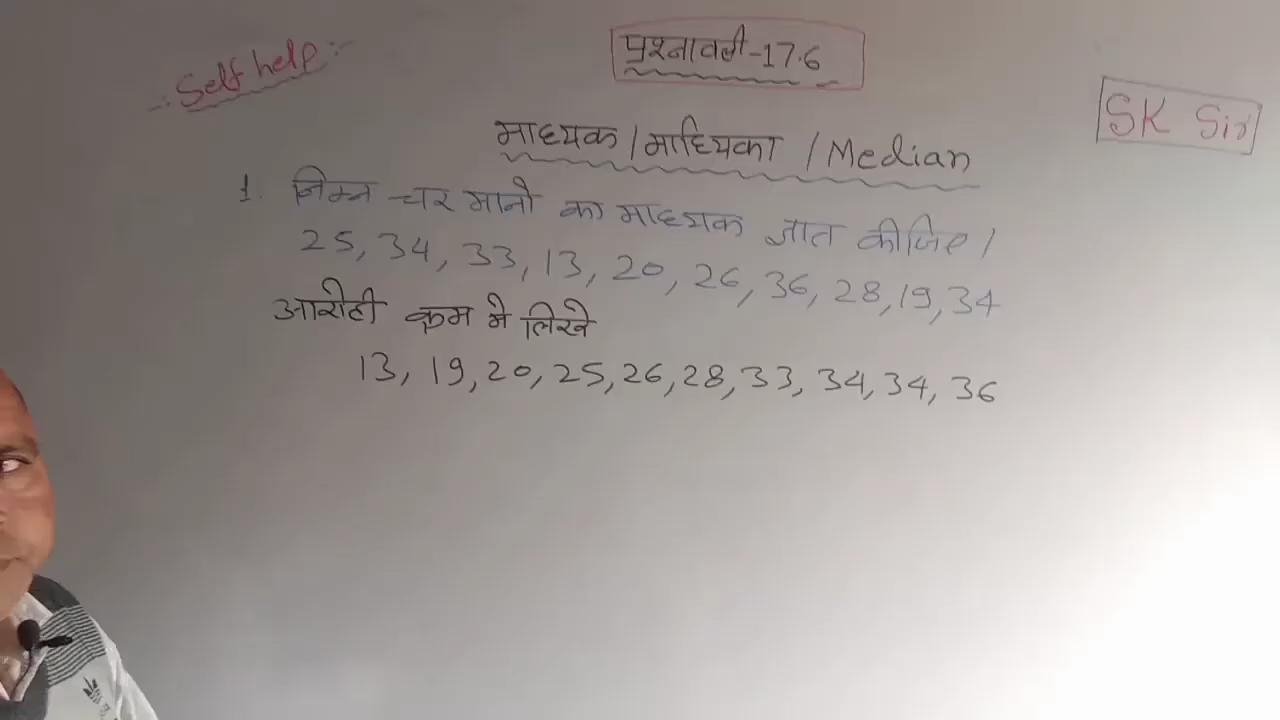 Self help :-
प्रश्नावली-17.6
SK Sir
माध्यक/माध्यिका / Median
1. निम्न चर मानो का माध्यक ज्ञात कीजिए।
25, 34, 33, 13, 20, 26, 36, 28, 19, 34
आरोही क्रम मे लिखने
13, 19, 20, 25, 26, 28, 33, 34, 34, 36